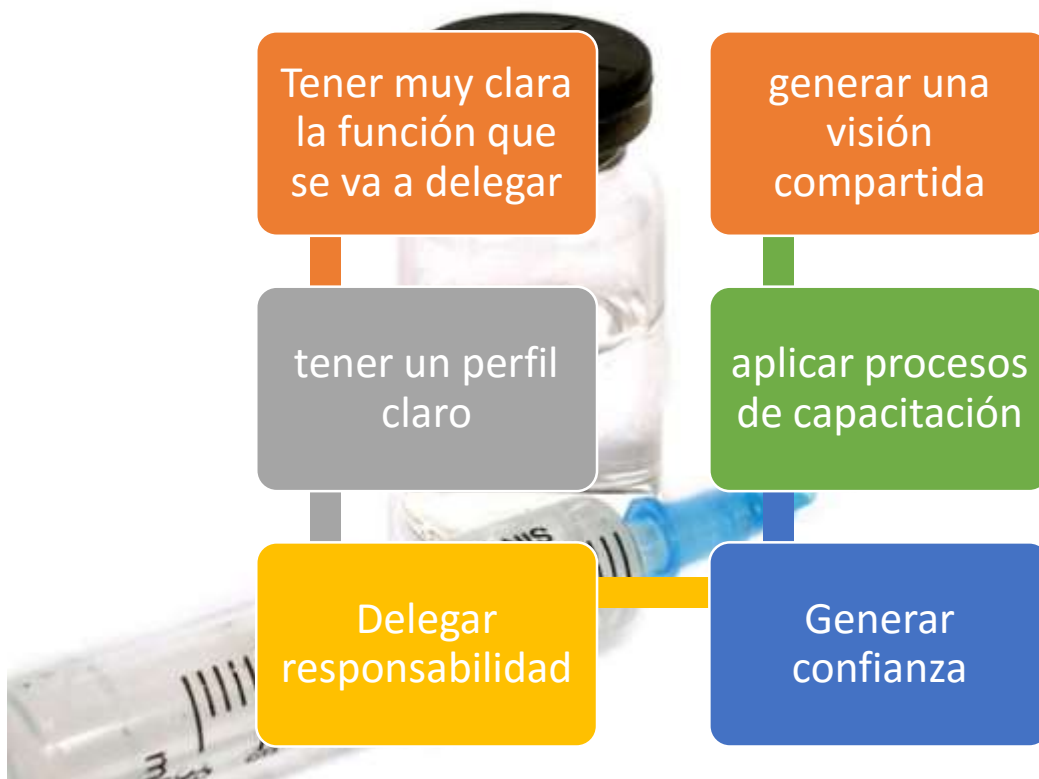 Tener muy clara
la función que
se va a delegar
tener un perfil
claro
Delegar
responsabilidad
Generar
confianza
aplicar procesos
de capacitación
generar una
visión
compartida